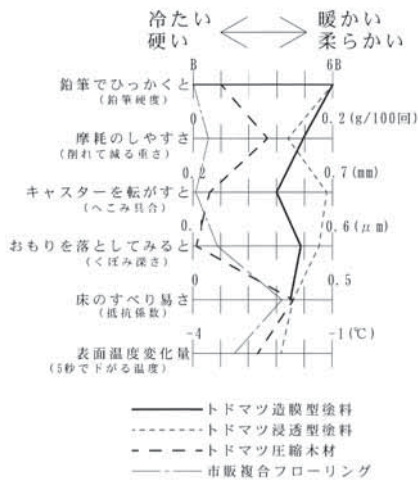 冷たい 暖かい
硬い 柔らかい
B 6B
鉛筆でひっかくと
(鉛筆硬度)
0.2(g/100回)
摩耗のしやすさ
(削れて減る重さ)
0.2 0.7(mm)
キャスターを転がすと
(へこみ具合)
0 0.6(μm)
おもりを落としてみると
(くぼみ深さ)
0 0.5
床のすべり易さ
(抵抗係数)
-4 -1(℃)
表面温度変化量
(5秒で下がる温度)
トドマツ造膜型塗料
トドマツ浸透型塗料
トドマツ圧縮木材
市販複合フローリング